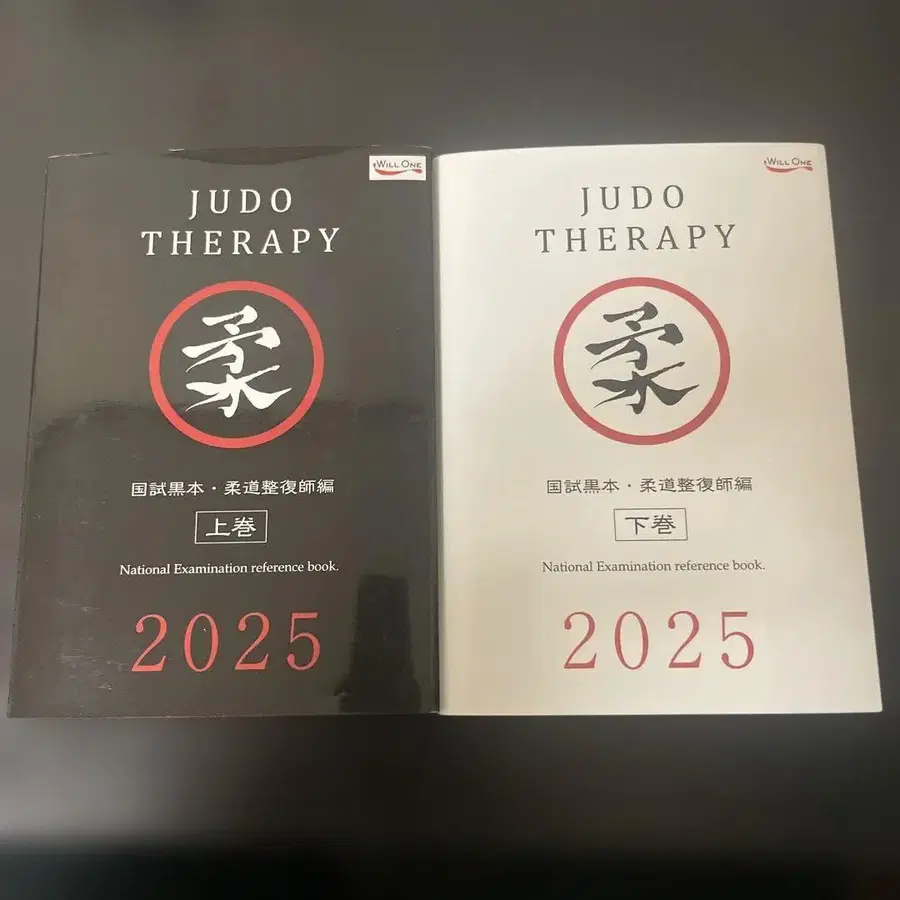 WILL ONE
JUDO
THERAPY
柔
国試黒本・柔道整復師編
上巻
National Examination reference book.
2025
WILL ONE
JUDO
THERAPY
柔
国試黒本・柔道整復師編
下巻
National Examination reference book.
2025